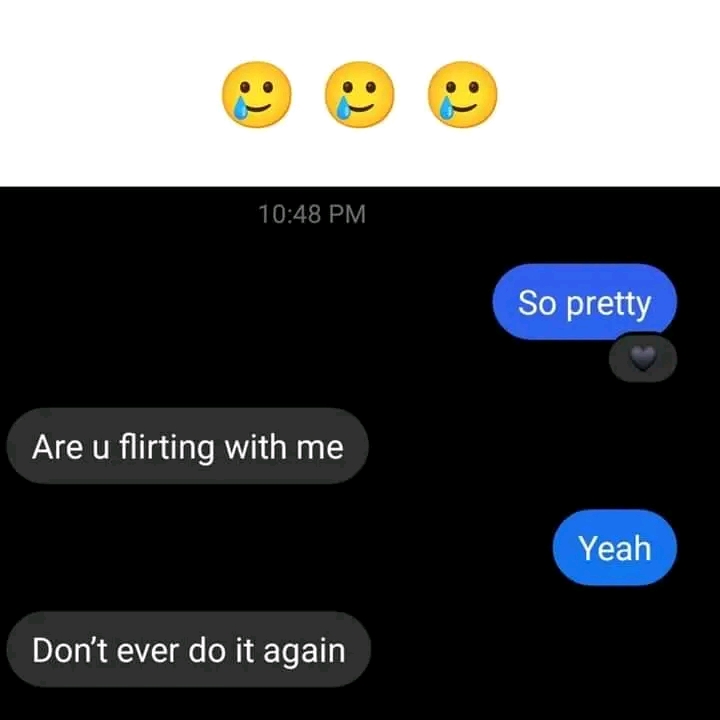 🥲 🥲 🥲
10:48 PM
So pretty
🖤
Are u flirting with me
Yeah
Don’t ever do it again